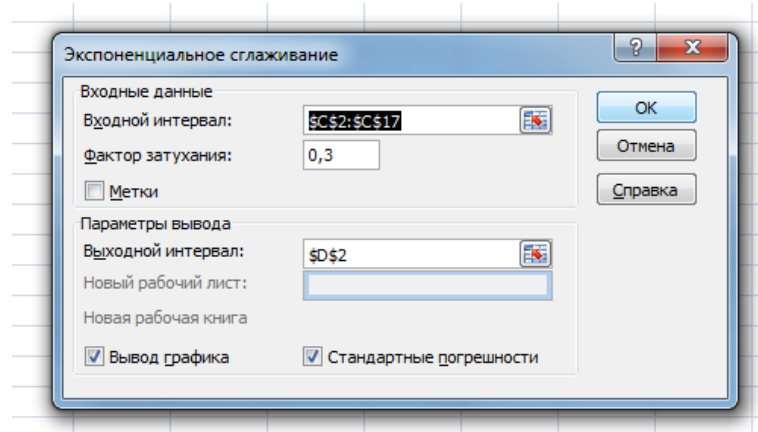 Экспоненциальное сглаживание
Входные данные
Входной интервал: $C$2:$C$17
Фактор затухания: 0,3
Метки
Параметры вывода
Выходной интервал: $D$2
Новый рабочий лист:
Новая рабочая книга
Вывод графика Стандартные погрешности
ОК
Отмена
Справка